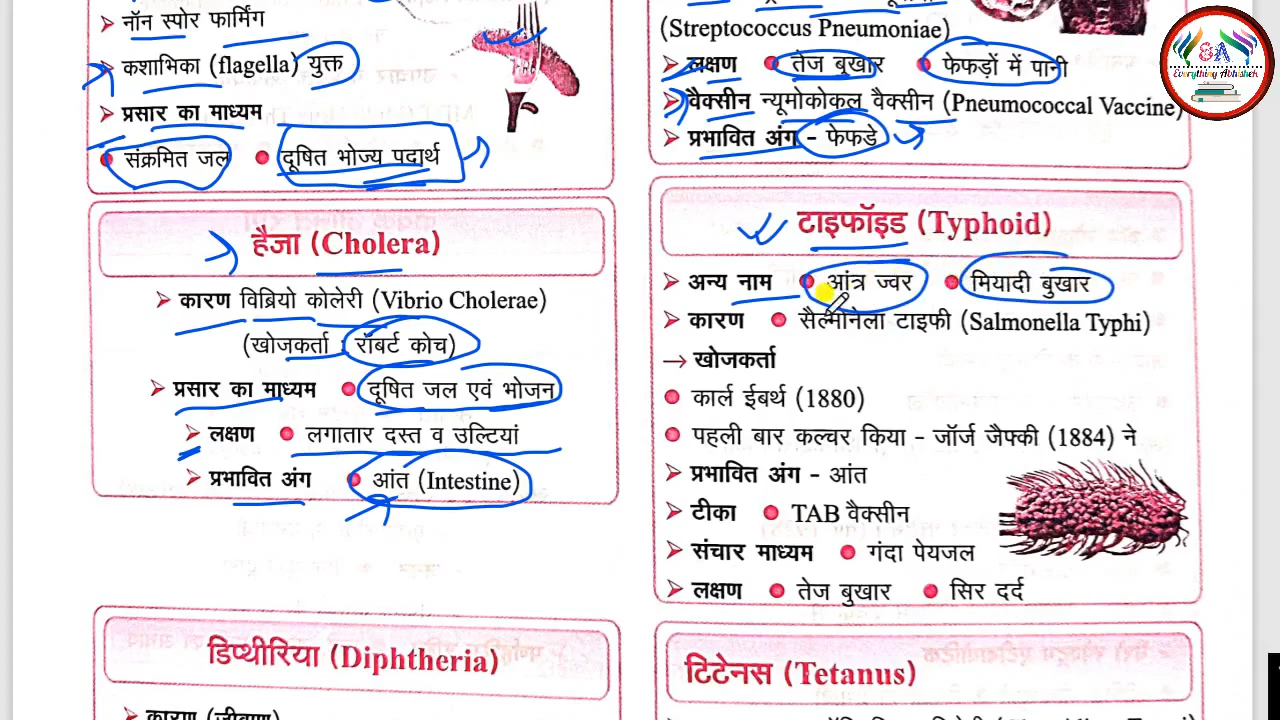 नॉन स्पोर फार्मिंग
कशाभिका (flagella) युक्त
प्रसार का माध्यम
संक्रमित जल • दूषित भोज्य पदार्थ
हैजा (Cholera)
कारण विब्रियो कोलेरी (Vibrio Cholerae)
(खोजकर्ता रॉबर्ट कोच)
प्रसार का माध्यम • दूषित जल एवं भोजन
लक्षण • लगातार दस्त व उल्टियां
प्रभावित अंग • आंत (Intestine)
डिप्थीरिया (Diphtheria)
(Streptococcus Pneumoniae)
लक्षण • तेज बुखार • फेफड़ों में पानी
वैक्सीन न्यूमोकोकल वैक्सीन (Pneumococcal Vaccine)
प्रभावित अंग - फेफडे
टाइफॉइड (Typhoid)
अन्य नाम • आंत्र ज्वर • मियादी बुखार
कारण • सैल्मोनेला टाइफी (Salmonella Typhi)
→ खोजकर्ता
• कार्ल ईबर्थ (1880)
• पहली बार कल्चर किया - जॉर्ज जैफ्की (1884) ने
प्रभावित अंग - आंत
टीका • TAB वैक्सीन
संचार माध्यम • गंदा पेयजल
लक्षण • तेज बुखार • सिर दर्द
टिटेनस (Tetanus)
Everything Abhishek